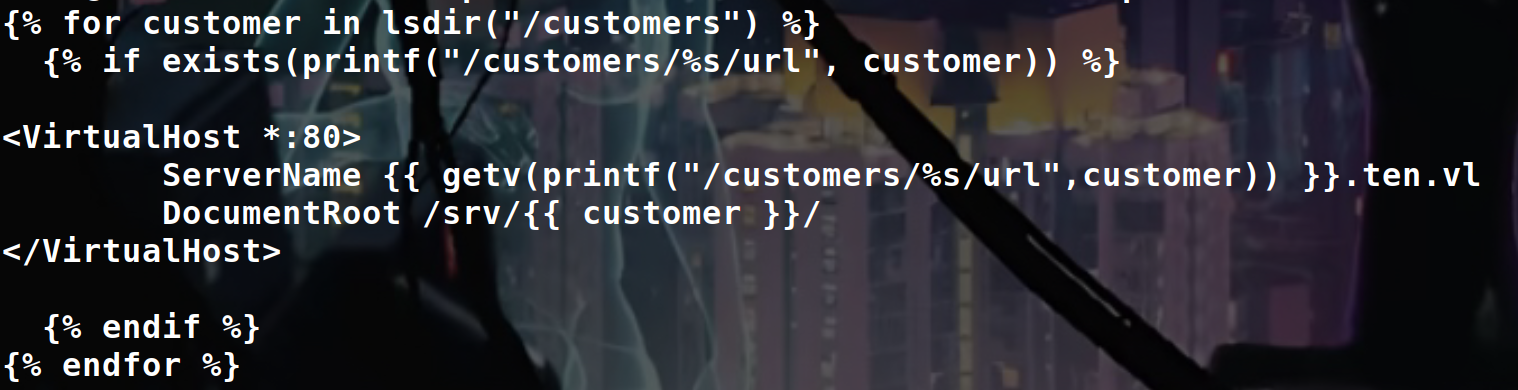 {% for customer in lsdir("/customers") %}
  {% if exists(printf("/customers/%s/url", customer)) %}
<VirtualHost *:80>
        ServerName {{ getv(printf("/customers/%s/url",customer)) }}.ten.vl
        DocumentRoot /srv/{{ customer }}/
</VirtualHost>
  {% endif %}
{% endfor %}